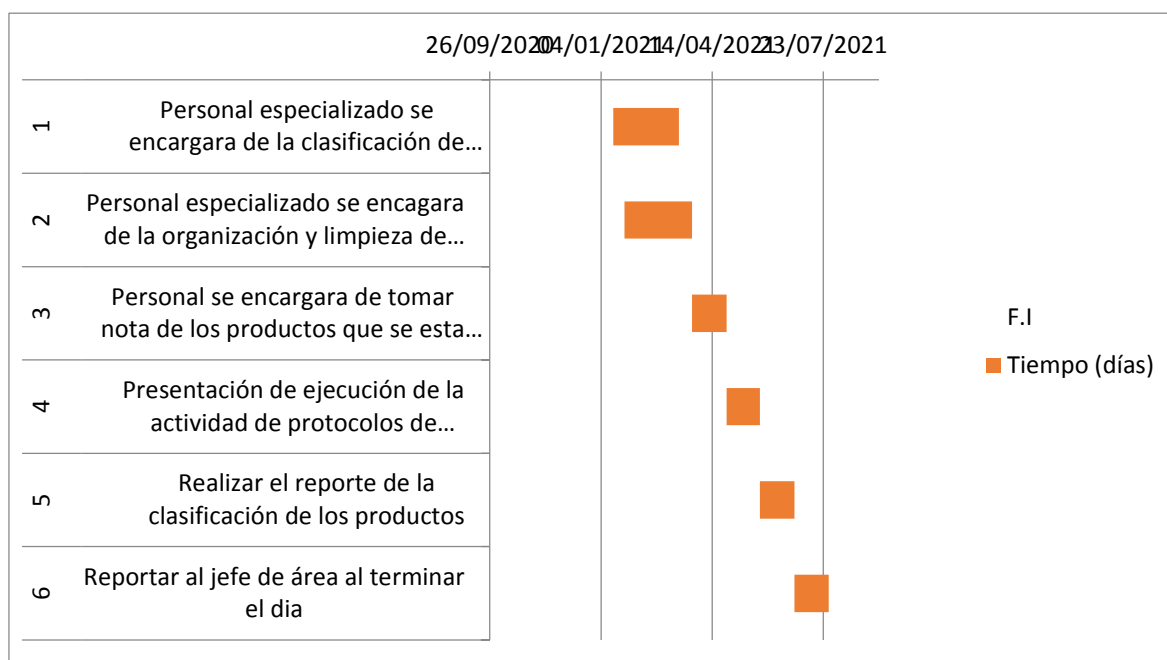 26/09/2020 04/01/2021 14/04/2021 23/07/2021
1
Personal especializado se
encargara de la clasificación de...
2
Personal especializado se encagara
de la organización y limpieza de...
3
Personal se encargara de tomar
nota de los productos que se esta...
4
Presentación de ejecución de la
actividad de protocolos de...
5
Realizar el reporte de la
clasificación de los productos
6
Reportar al jefe de área al terminar
el dia
F.I
Tiempo (días)